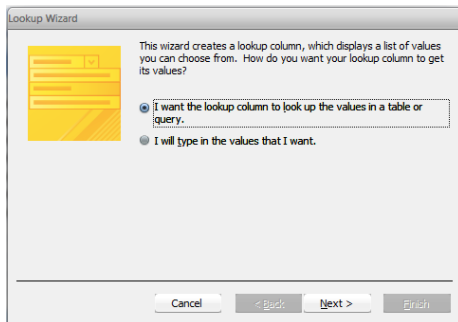 Lookup Wizard
This wizard creates a lookup column, which displays a list of values
you can choose from.  How do you want your lookup column to get
its values?
I want the lookup column to look up the values in a table or
query.
I will type in the values that I want.
Cancel
< Back
Next >
Finish